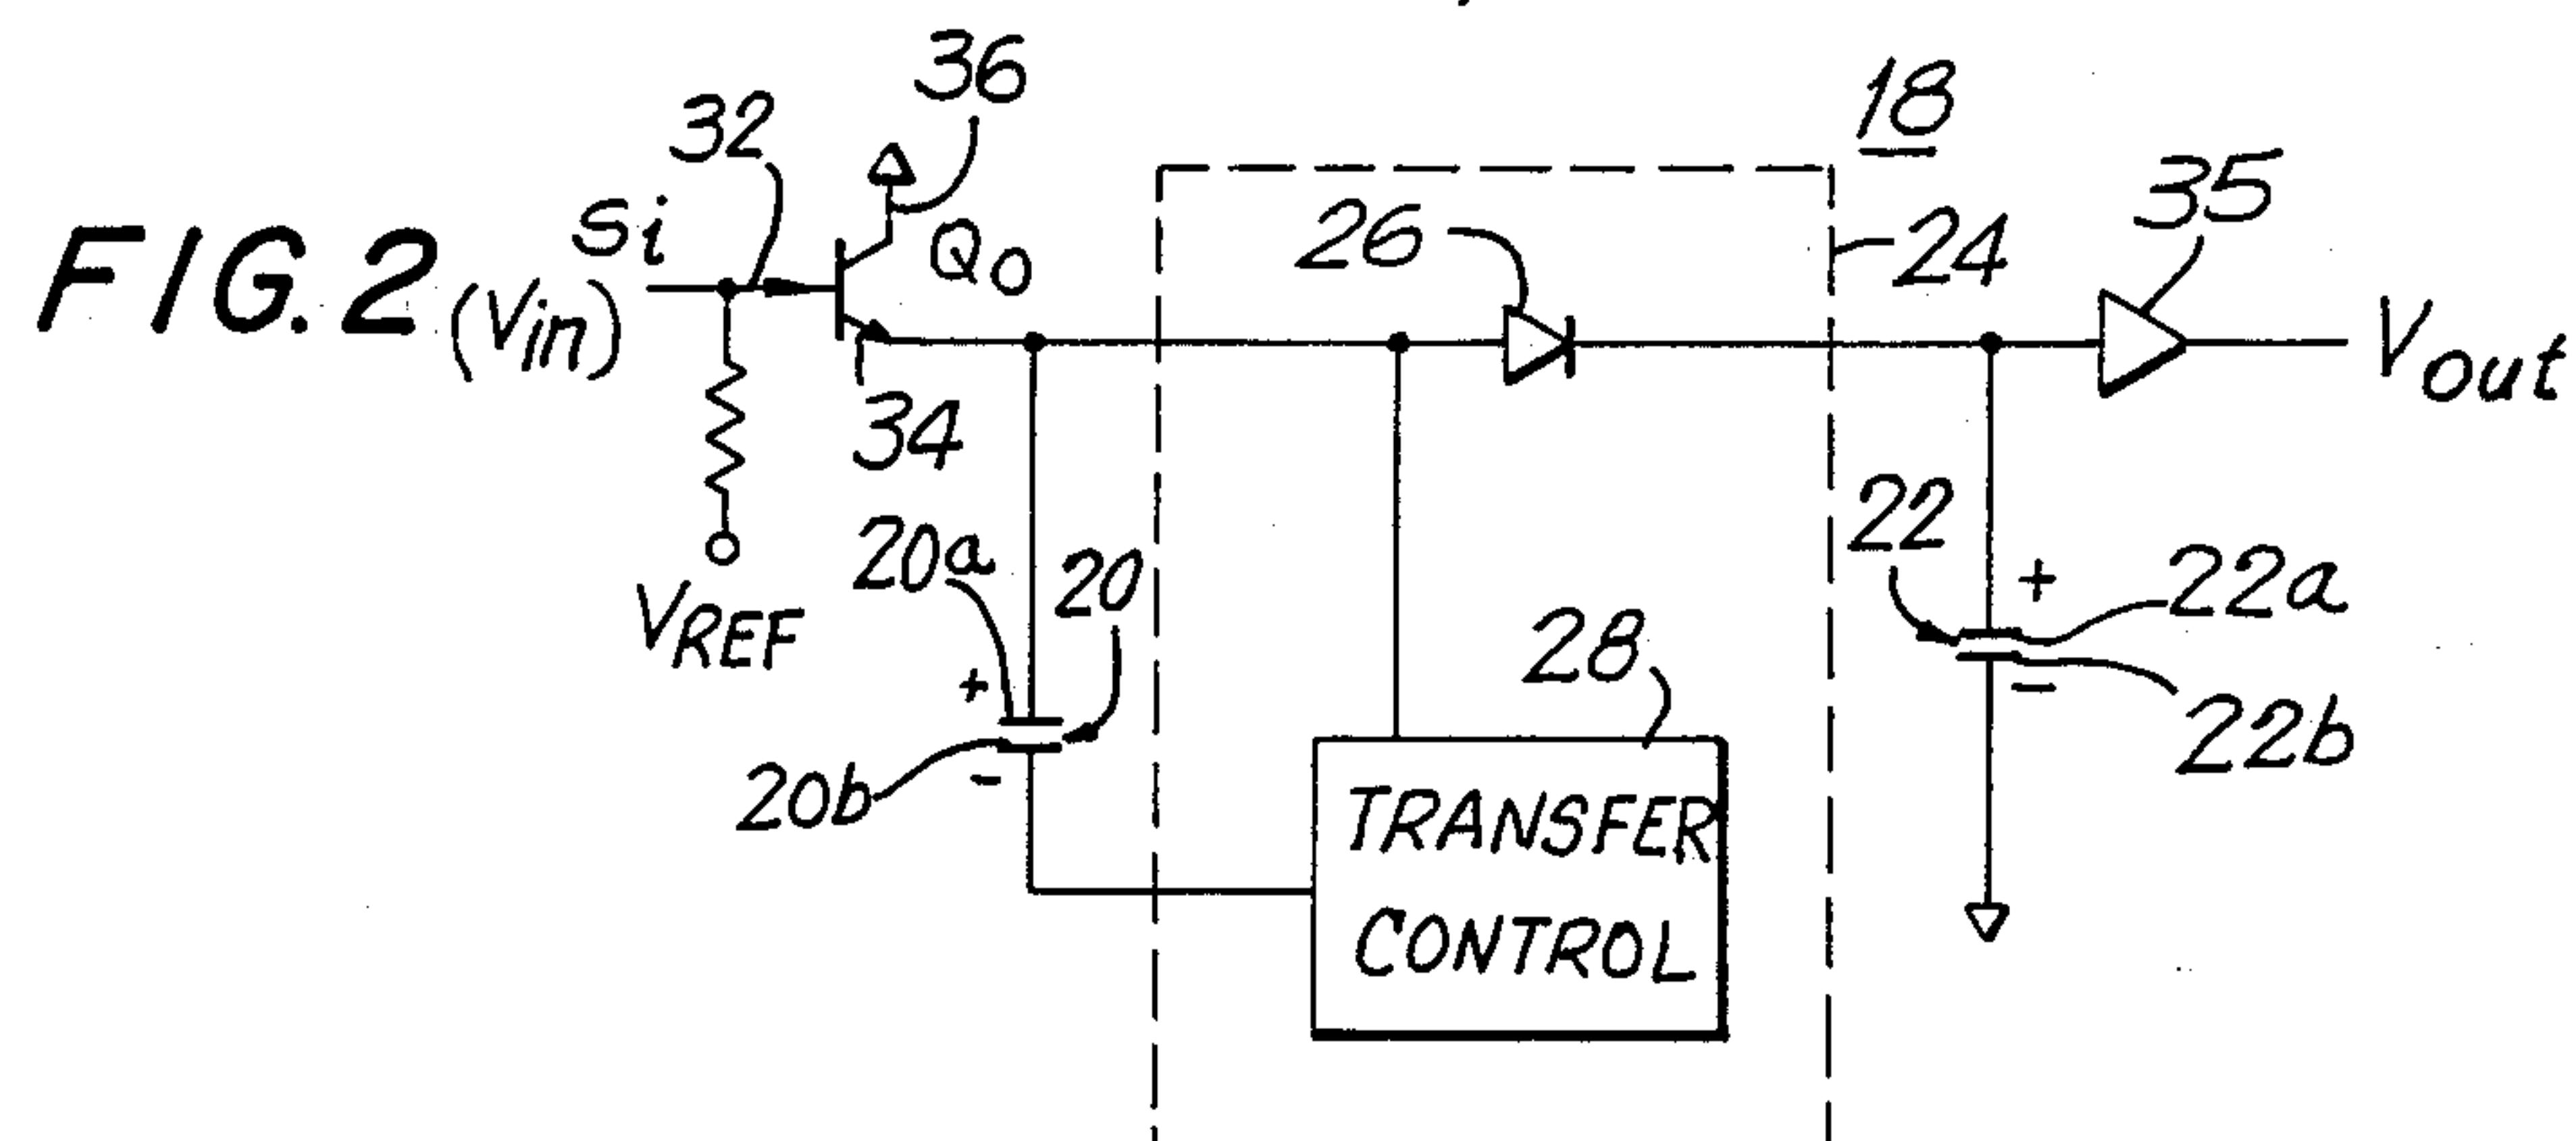 FIG. 2
Si
(Vin)
32
36
Q0
34
VREF
18
26
24
35
Vout
20a
20
+
20b
-
28
TRANSFER
CONTROL
22
+
22a
-
22b